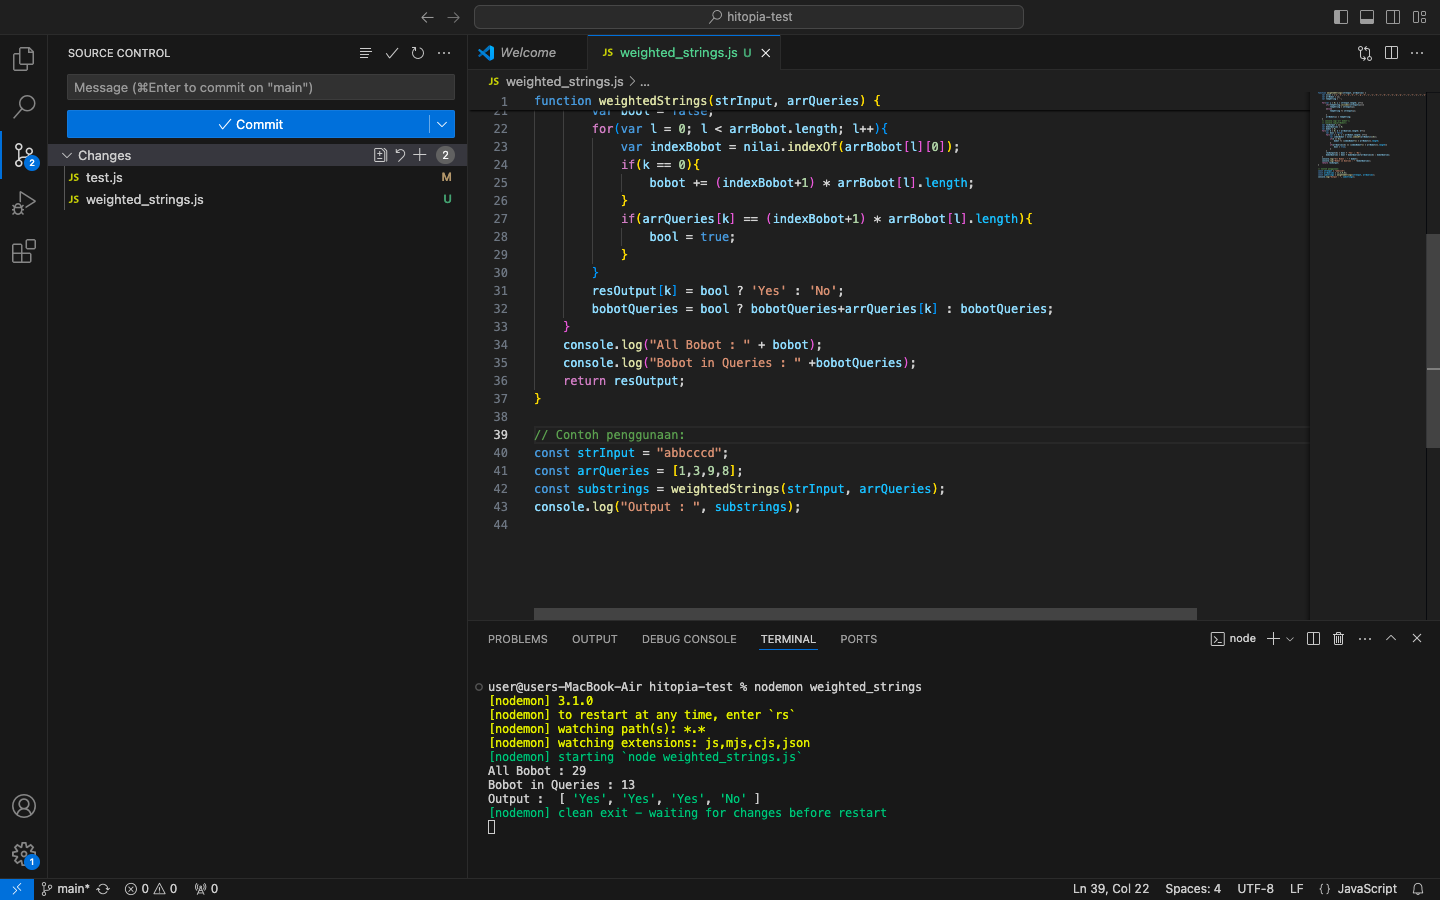 hitopia-test
SOURCE CONTROL
Message (⌘Enter to commit on "main")
Commit
Changes
2
JS test.js M
JS weighted_strings.js U
2
1
Welcome
JS weighted_strings.js U
JS weighted_strings.js > ...
1 function weightedStrings(strInput, arrQueries) {
21 var bool = false;
22 for(var l = 0; l < arrBobot.length; l++){
23 var indexBobot = nilai.indexOf(arrBobot[l][0]);
24 if(k == 0){
25 bobot += (indexBobot+1) * arrBobot[l].length;
26 }
27 if(arrQueries[k] == (indexBobot+1) * arrBobot[l].length){
28 bool = true;
29 }
30 }
31 resOutput[k] = bool ? 'Yes' : 'No';
32 bobotQueries = bool ? bobotQueries+arrQueries[k] : bobotQueries;
33 }
34 console.log("All Bobot : " + bobot);
35 console.log("Bobot in Queries : " +bobotQueries);
36 return resOutput;
37 }
38
39 // Contoh penggunaan:
40 const strInput = "abbcccd";
41 const arrQueries = [1,3,9,8];
42 const substrings = weightedStrings(strInput, arrQueries);
43 console.log("Output : ", substrings);
44
PROBLEMS OUTPUT DEBUG CONSOLE TERMINAL PORTS
node
user@users-MacBook-Air hitopia-test % nodemon weighted_strings
[nodemon] 3.1.0
[nodemon] to restart at any time, enter `rs`
[nodemon] watching path(s): *.*
[nodemon] watching extensions: js,mjs,cjs,json
[nodemon] starting `node weighted_strings.js`
All Bobot : 29
Bobot in Queries : 13
Output :  [ 'Yes', 'Yes', 'Yes', 'No' ]
[nodemon] clean exit - waiting for changes before restart
main* 0 0 0
Ln 39, Col 22 Spaces: 4 UTF-8 LF {} JavaScript